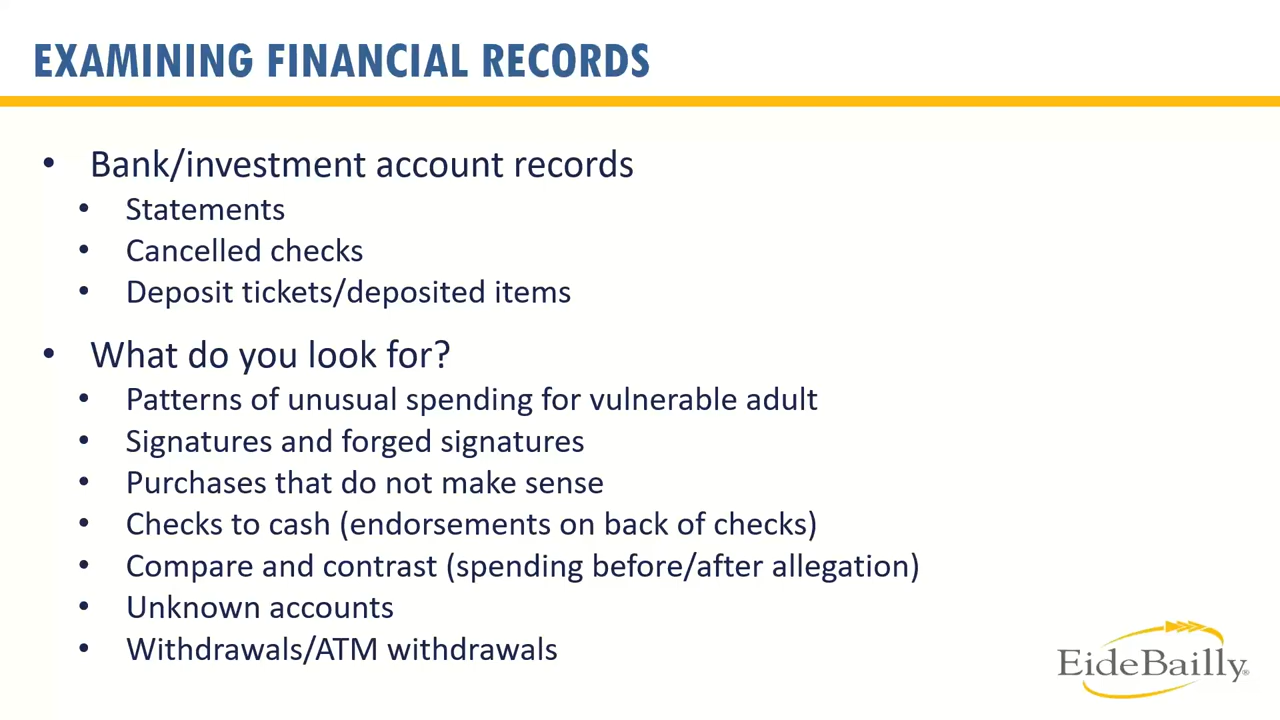 EXAMINING FINANCIAL RECORDS
• Bank/investment account records
• Statements
• Cancelled checks
• Deposit tickets/deposited items
• What do you look for?
• Patterns of unusual spending for vulnerable adult
• Signatures and forged signatures
• Purchases that do not make sense
• Checks to cash (endorsements on back of checks)
• Compare and contrast (spending before/after allegation)
• Unknown accounts
• Withdrawals/ATM withdrawals
EideBailly®